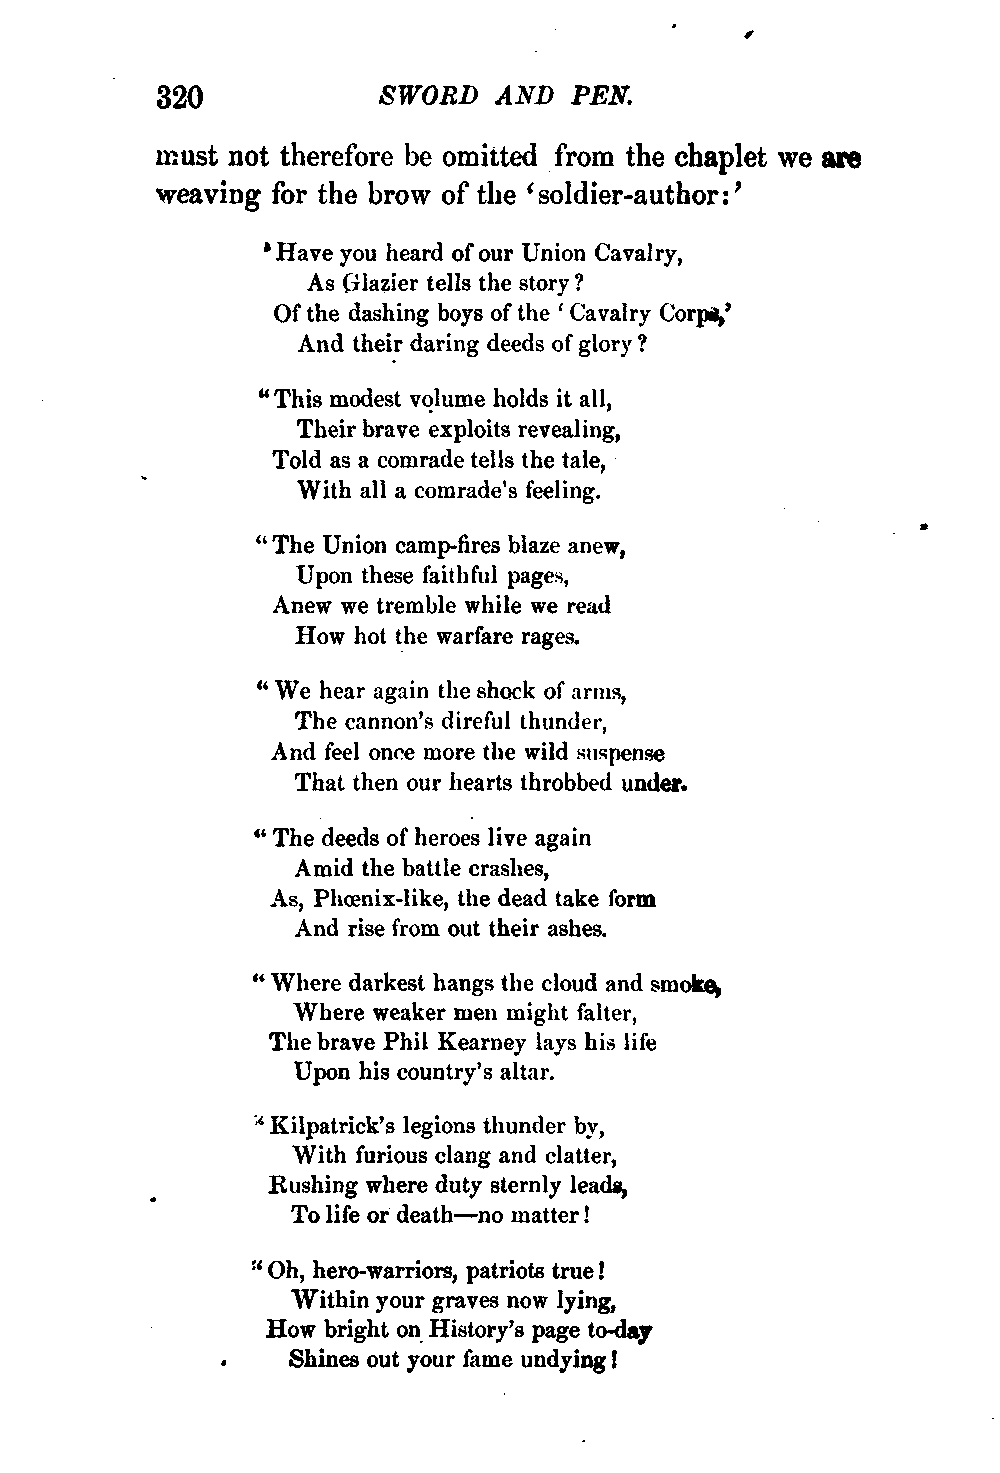 320 SWORD AND PEN.
must not therefore be omitted from the chaplet we are
weaving for the brow of the ‘soldier-author:’
“Have you heard of our Union Cavalry,
As Glazier tells the story?
Of the dashing boys of the ‘Cavalry Corps,’
And their daring deeds of glory?
“This modest volume holds it all,
Their brave exploits revealing,
Told as a comrade tells the tale,
With all a comrade's feeling.
“The Union camp-fires blaze anew,
Upon these faithful pages,
Anew we tremble while we read
How hot the warfare rages.
“We hear again the shock of arms,
The cannon's direful thunder,
And feel once more the wild suspense
That then our hearts throbbed under.
“The deeds of heroes live again
Amid the battle crashes,
As, Phœnix-like, the dead take form
And rise from out their ashes.
“Where darkest hangs the cloud and smoke,
Where weaker men might falter,
The brave Phil Kearney lays his life
Upon his country's altar.
“Kilpatrick's legions thunder by,
With furious clang and clatter,
Rushing where duty sternly leads,
To life or death—no matter!
“Oh, hero-warriors, patriots true!
Within your graves now lying,
How bright on History's page to-day
Shines out your fame undying!